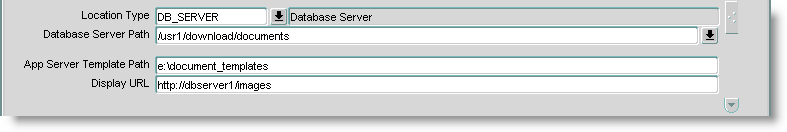 Location Type DB_SERVER Database Server
Database Server Path /usr1/download/documents
App Server Template Path e:\document_templates
Display URL http://dbserver1/images